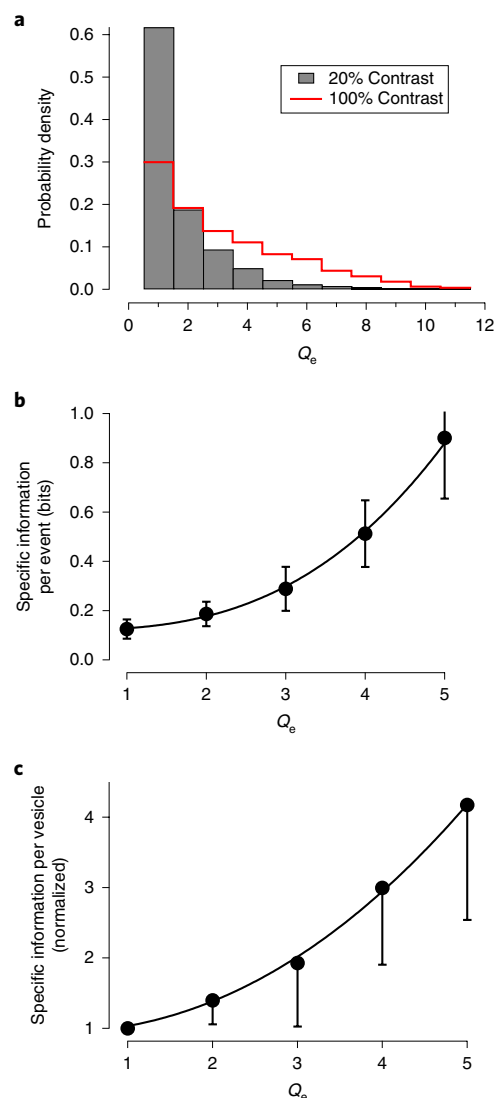 a
0.6
0.5
0.4
0.3
0.2
0.1
0.0
Probability density
20% Contrast
100% Contrast
0 2 4 6 8 10 12
Qe
b
1.0
0.8
0.6
0.4
0.2
0.0
Specific information
per event (bits)
1 2 3 4 5
Qe
c
4
3
2
1
Specific information per vesicle
(normalized)
1 2 3 4 5
Qe